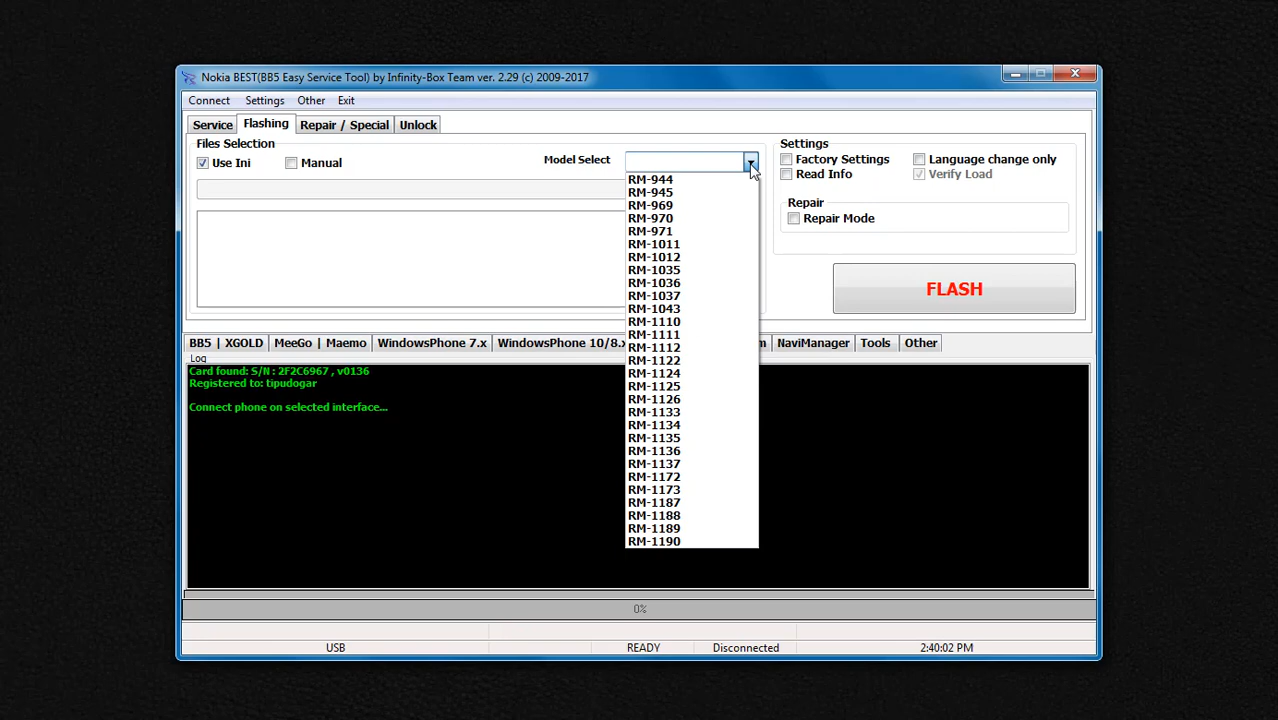 Nokia BEST(BB5 Easy Service Tool) by Infinity-Box Team ver. 2.29 (c) 2009-2017
Connect Settings Other Exit
Service Flashing Repair / Special Unlock
Files Selection
Use Ini Manual Model Select
Settings
Factory Settings Language change only
Read Info Verify Load
Repair
Repair Mode
FLASH
RM-944
RM-945
RM-969
RM-970
RM-971
RM-1011
RM-1012
RM-1035
RM-1036
RM-1037
RM-1043
RM-1110
RM-1111
RM-1112
RM-1122
RM-1124
RM-1125
RM-1126
RM-1133
RM-1134
RM-1135
RM-1136
RM-1137
RM-1172
RM-1173
RM-1187
RM-1188
RM-1189
RM-1190
BB5 | XGOLD MeeGo | Maemo WindowsPhone 7.x WindowsPhone 10/8.x NaviManager Tools Other
Log
Card found: S/N : 2F2C6967 , v0136
Registered to: tipudogar
Connect phone on selected interface...
0%
USB READY Disconnected 2:40:02 PM